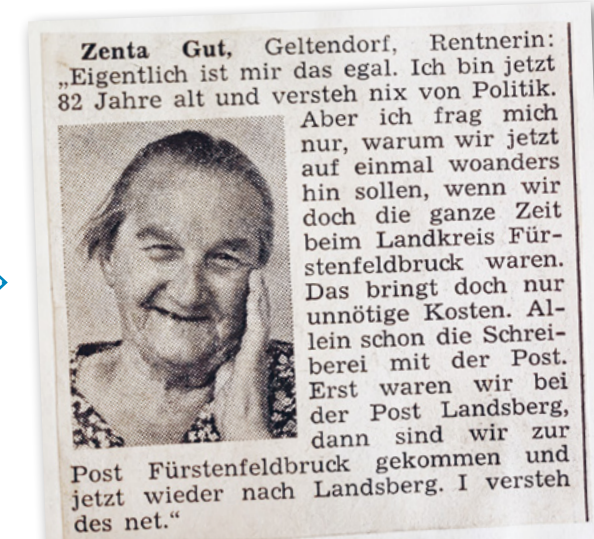 Zenta Gut, Geltendorf, Rentnerin:
„Eigentlich ist mir das egal. Ich bin jetzt
82 Jahre alt und versteh nix von Politik.
Aber ich frag mich
nur, warum wir jetzt
auf einmal woanders
hin sollen, wenn wir
doch die ganze Zeit
beim Landkreis Für-
stenfeldbruck waren.
Das bringt doch nur
unnötige Kosten. Al-
lein schon die Schrei-
berei mit der Post.
Erst waren wir bei
der Post Landsberg,
dann sind wir zur
Post Fürstenfeldbruck gekommen und
jetzt wieder nach Landsberg. I versteh
des net.“